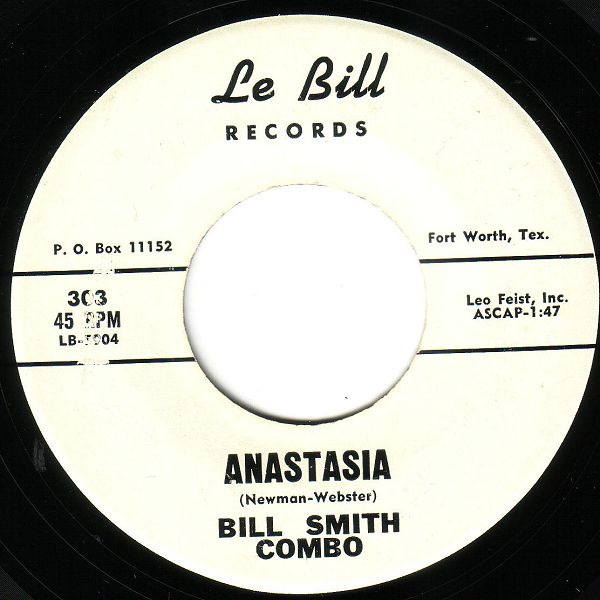 Le Bill
RECORDS
P. O. Box 11152
Fort Worth, Tex.
303
45 RPM
Leo Feist, Inc.
ASCAP-1:47
ANASTASIA
(Newman-Webster)
BILL SMITH
COMBO